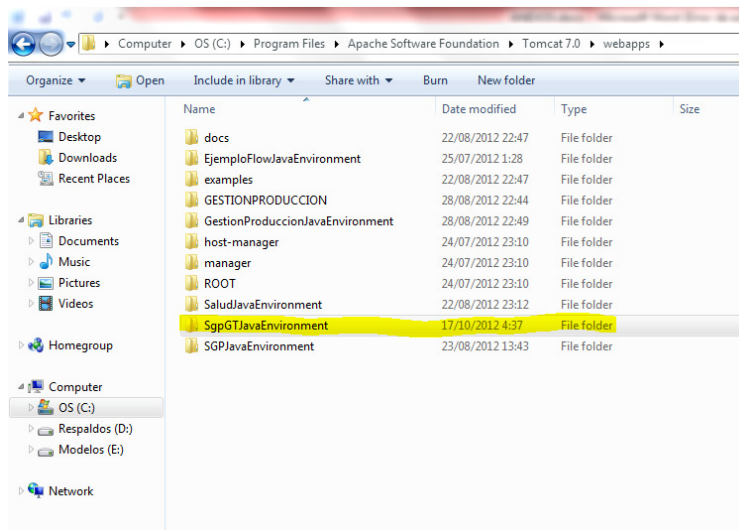 Computer ▸ OS (C:) ▸ Program Files ▸ Apache Software Foundation ▸ Tomcat 7.0 ▸ webapps ▸
Organize Open Include in library Share with Burn New folder
Favorites
Desktop
Downloads
Recent Places
Libraries
Documents
Music
Pictures
Videos
Homegroup
Computer
OS (C:)
Respaldos (D:)
Modelos (E:)
Network
Name Date modified Type Size
docs 22/08/2012 22:47 File folder
EjemploFlowJavaEnvironment 25/07/2012 1:28 File folder
examples 22/08/2012 22:47 File folder
GESTIONPRODUCCION 28/08/2012 22:44 File folder
GestionProduccionJavaEnvironment 28/08/2012 22:49 File folder
host-manager 24/07/2012 23:10 File folder
manager 24/07/2012 23:10 File folder
ROOT 24/07/2012 23:10 File folder
SaludJavaEnvironment 22/08/2012 23:12 File folder
SgpGTJavaEnvironment 17/10/2012 4:37 File folder
SGPJavaEnvironment 23/08/2012 13:43 File folder